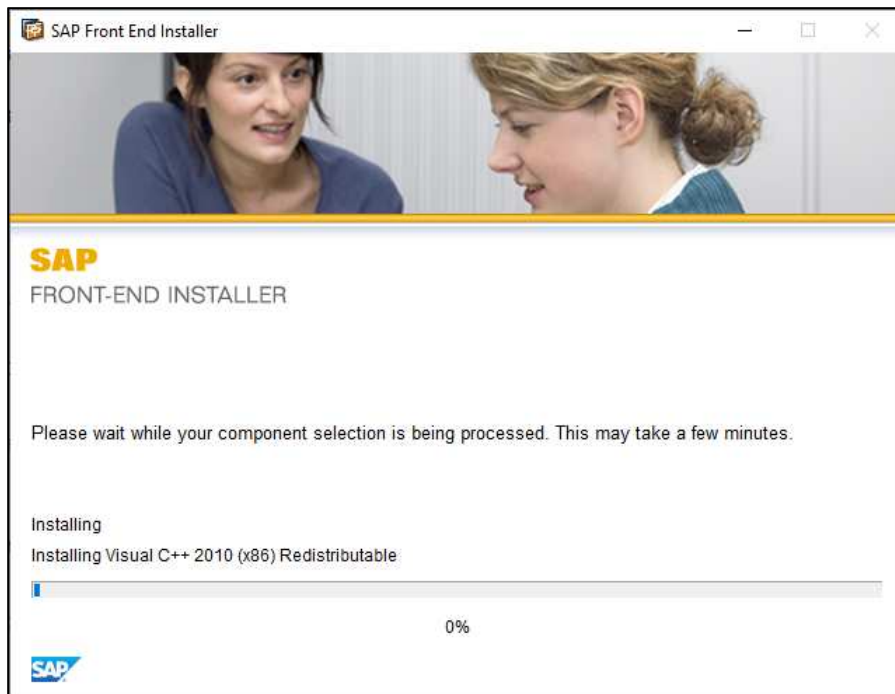 SAP Front End Installer
SAP
FRONT-END INSTALLER
Please wait while your component selection is being processed. This may take a few minutes.
Installing
Installing Visual C++ 2010 (x86) Redistributable
0%
SAP